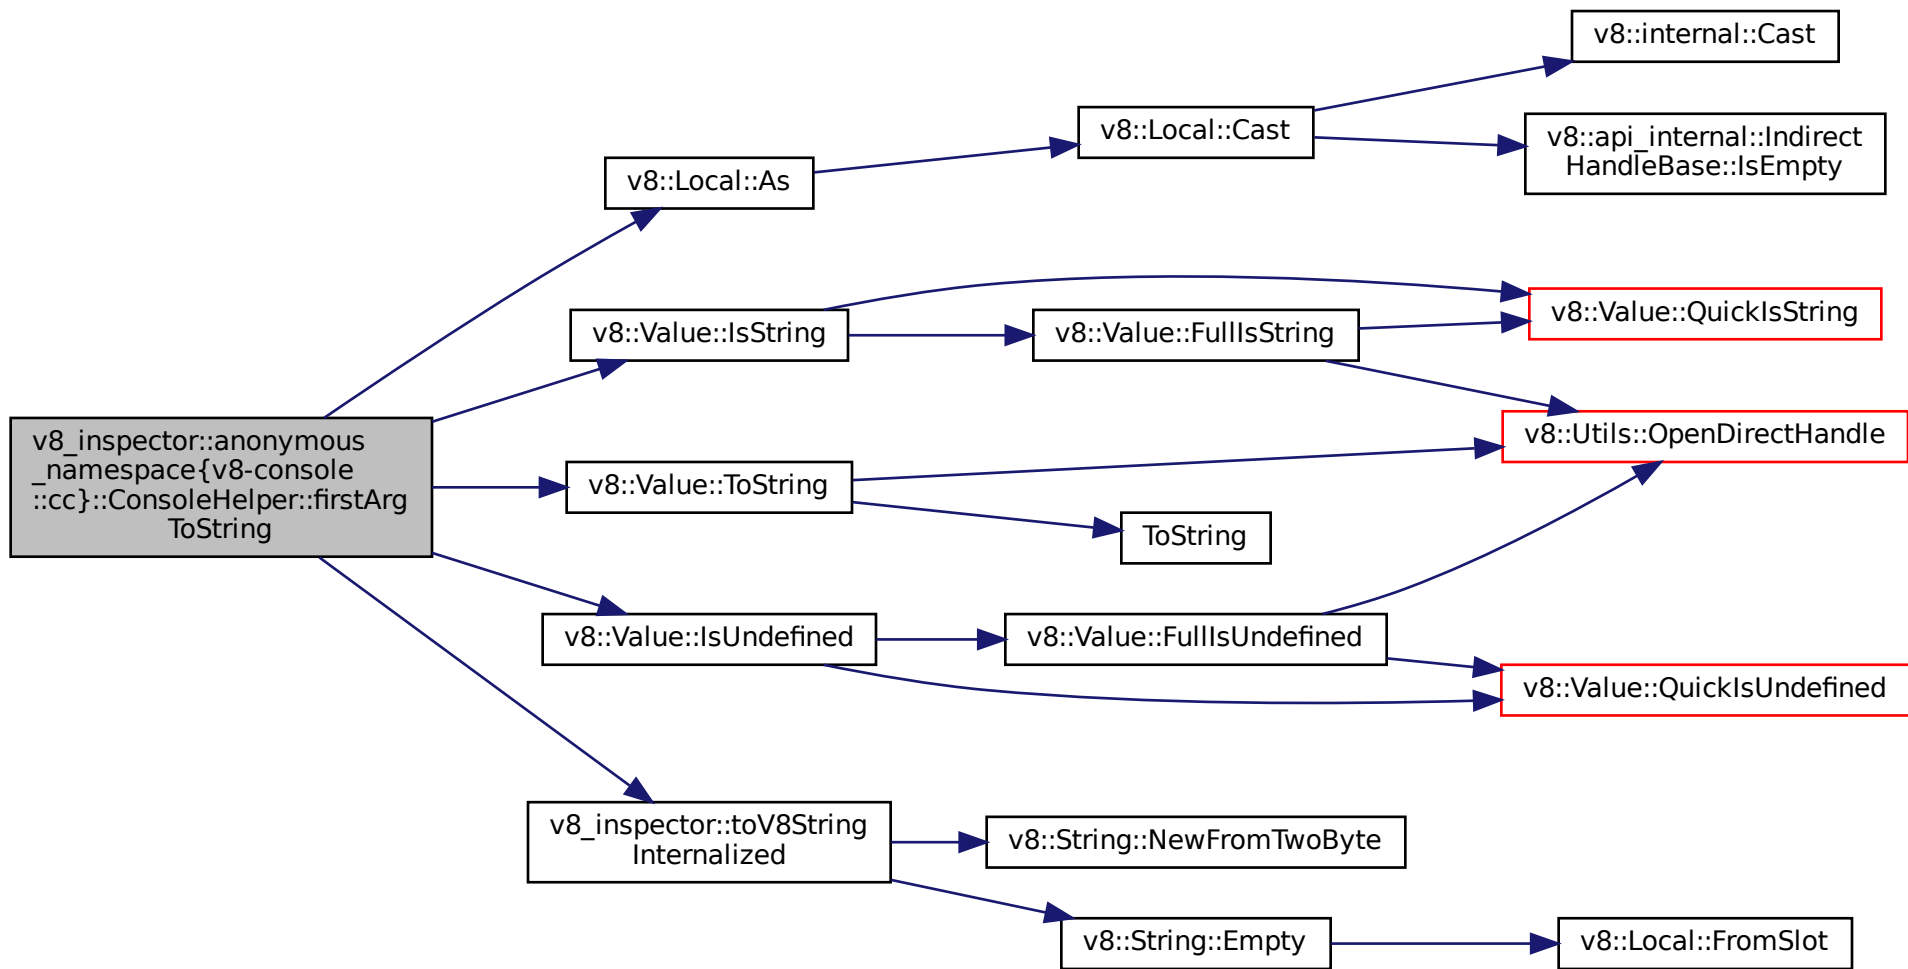 v8::internal::Cast
v8::Local::Cast
v8::api_internal::Indirect
HandleBase::IsEmpty
v8::Local::As
v8::Value::IsString
v8::Value::FullIsString
v8::Value::QuickIsString
v8_inspector::anonymous
_namespace{v8-console
::cc}::ConsoleHelper::firstArg
ToString
v8::Utils::OpenDirectHandle
v8::Value::ToString
ToString
v8::Value::IsUndefined
v8::Value::FullIsUndefined
v8::Value::QuickIsUndefined
v8_inspector::toV8String
Internalized
v8::String::NewFromTwoByte
v8::String::Empty
v8::Local::FromSlot